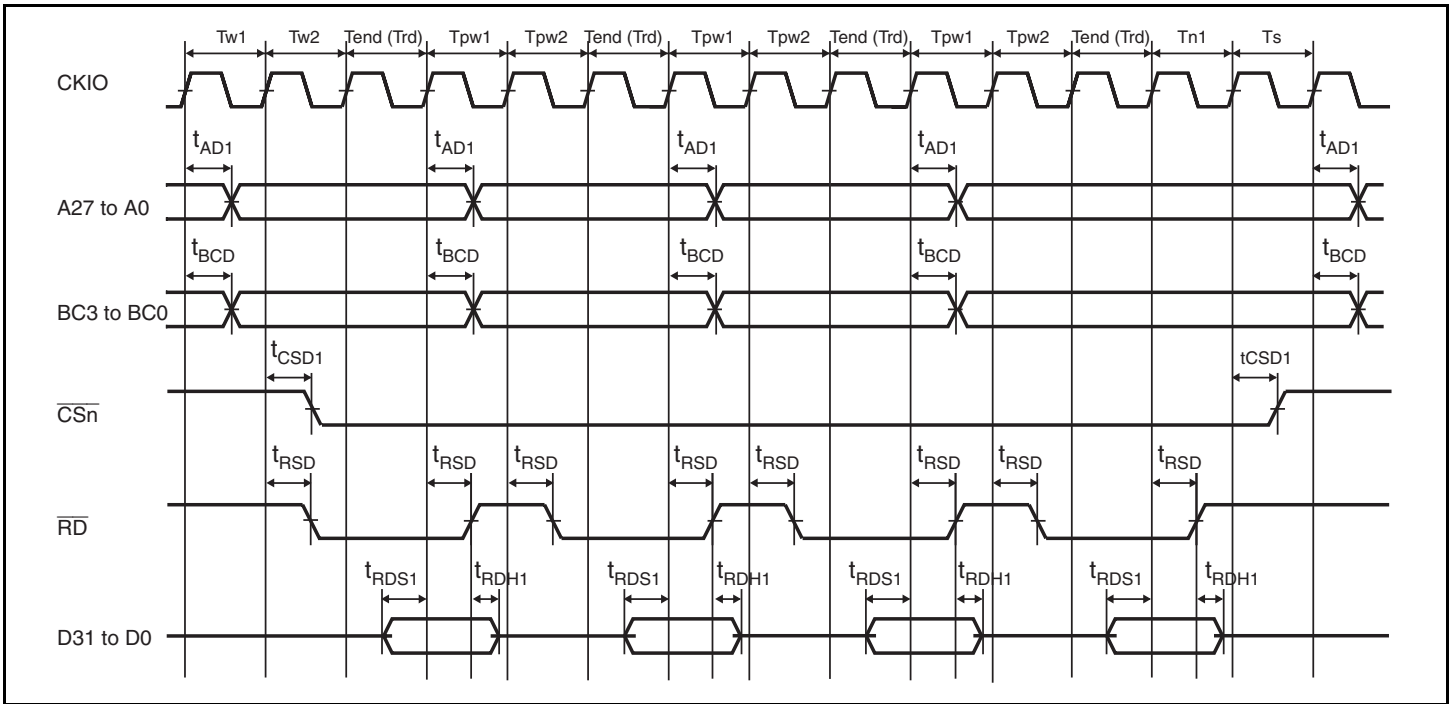 Tw1 Tw2 Tend (Trd) Tpw1 Tpw2 Tend (Trd) Tpw1 Tpw2 Tend (Trd) Tpw1 Tpw2 Tend (Trd) Tn1 Ts
CKIO
tAD1 tAD1 tAD1 tAD1 tAD1
A27 to A0
tBCD tBCD tBCD tBCD tBCD
BC3 to BC0
tCSD1 tCSD1
CSn
tRSD tRSD tRSD tRSD tRSD tRSD tRSD tRSD
RD
tRDS1 tRDH1 tRDS1 tRDH1 tRDS1 tRDH1 tRDS1 tRDH1
D31 to D0